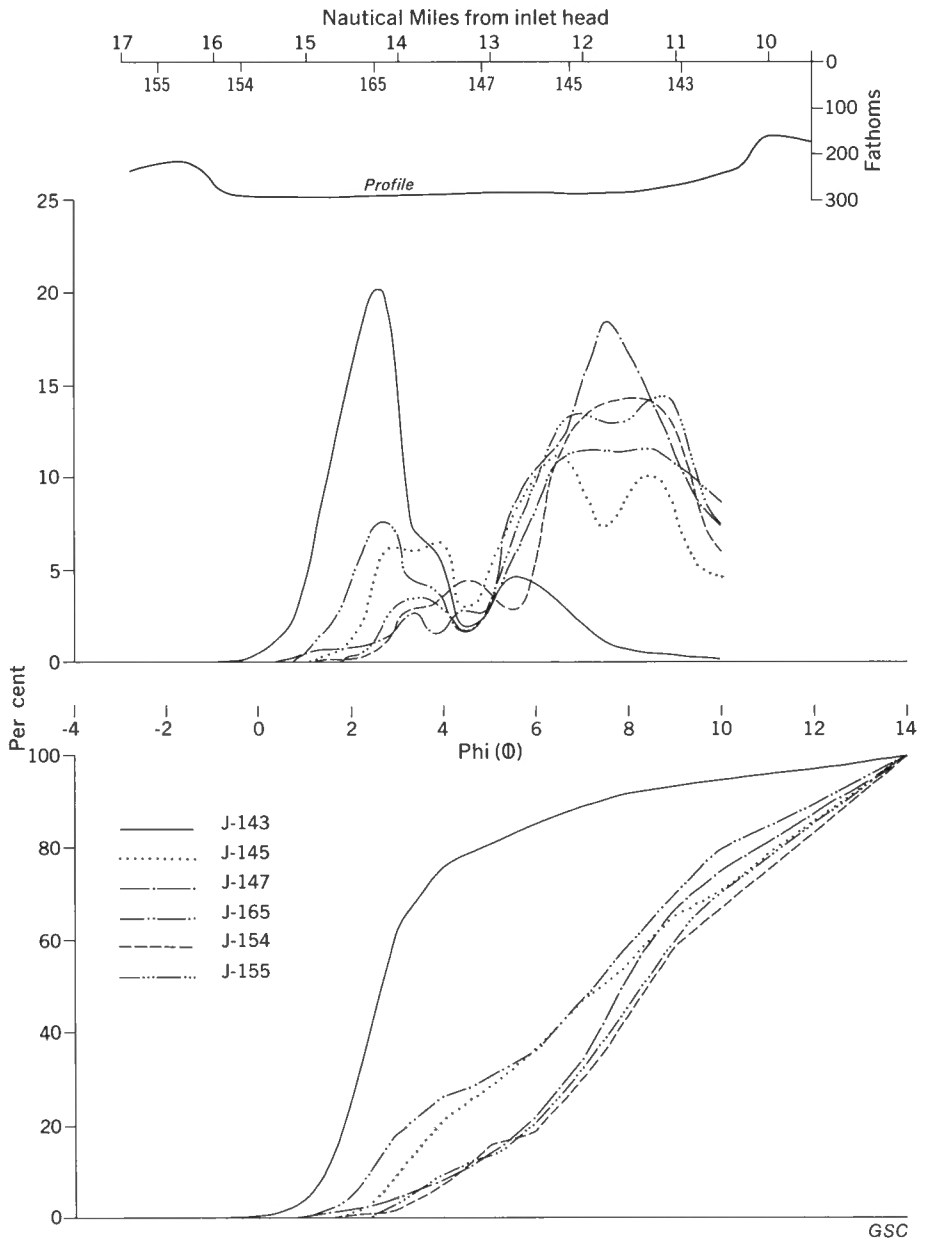 Nautical Miles from inlet head
17 16 15 14 13 12 11 10
155 154 165 147 145 143
0
100
200
300
Fathoms
Profile
25
20
15
10
5
0
Per cent
-4 -2 0 2 4 6 8 10 12 14
Phi (Φ)
100
80
60
40
20
0
J-143
J-145
J-147
J-165
J-154
J-155
GSC